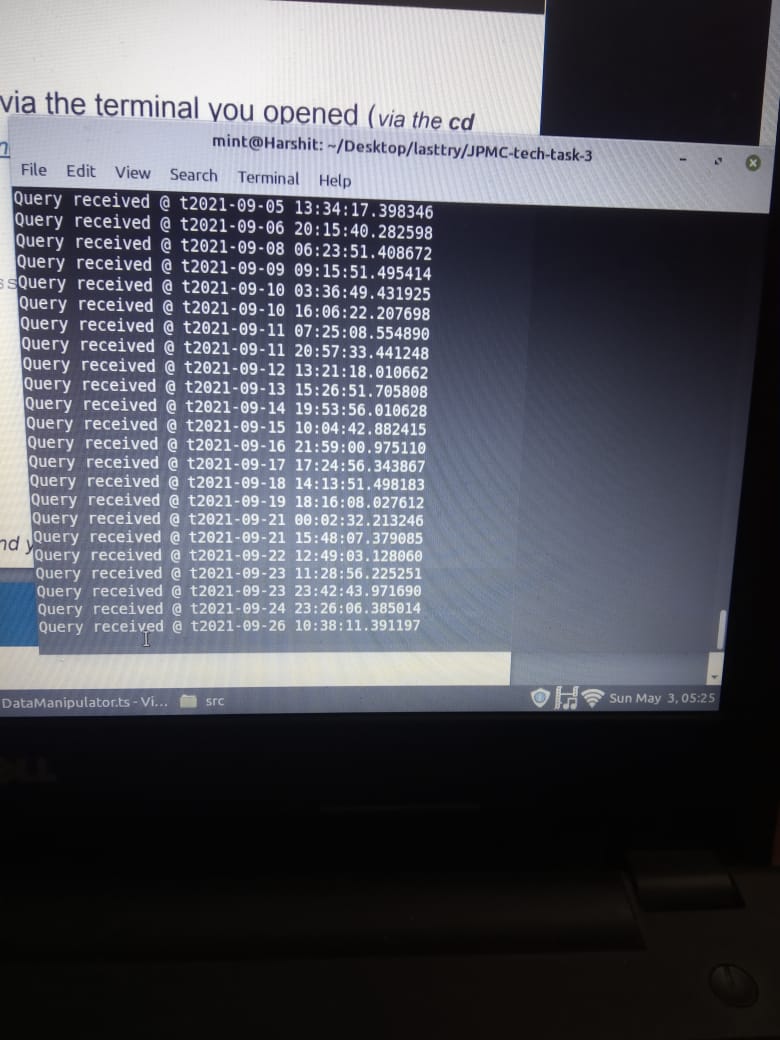 via the terminal you opened (via the cd
mint@Harshit: ~/Desktop/lasttry/JPMC-tech-task-3
File Edit View Search Terminal Help
Query received @ t2021-09-05 13:34:17.398346
Query received @ t2021-09-06 20:15:40.282598
Query received @ t2021-09-08 06:23:51.408672
Query received @ t2021-09-09 09:15:51.495414
Query received @ t2021-09-10 03:36:49.431925
Query received @ t2021-09-10 16:06:22.207698
Query received @ t2021-09-11 07:25:08.554890
Query received @ t2021-09-11 20:57:33.441248
Query received @ t2021-09-12 13:21:18.010662
Query received @ t2021-09-13 15:26:51.705808
Query received @ t2021-09-14 19:53:56.010628
Query received @ t2021-09-15 10:04:42.882415
Query received @ t2021-09-16 21:59:00.975110
Query received @ t2021-09-17 17:24:56.343867
Query received @ t2021-09-18 14:13:51.498183
Query received @ t2021-09-19 18:16:08.027612
Query received @ t2021-09-21 00:02:32.213246
Query received @ t2021-09-21 15:48:07.379085
Query received @ t2021-09-22 12:49:03.128060
Query received @ t2021-09-23 11:28:56.225251
Query received @ t2021-09-23 23:42:43.971690
Query received @ t2021-09-24 23:26:06.385014
Query received @ t2021-09-26 10:38:11.391197
DataManipulator.ts - Vi... src Sun May 3, 05:25